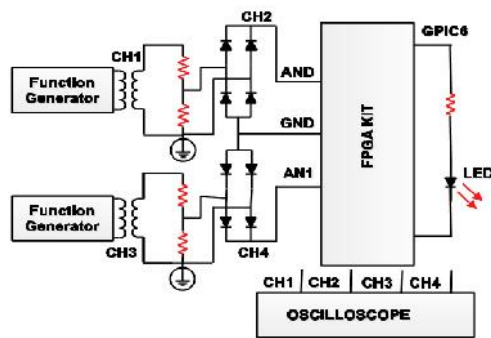 CH2
GPIC6
CH1
Function
Generator
AND
GND
FPGA KIT
AN1
LED
Function
Generator
CH3
CH4
CH1 CH2 CH3 CH4
OSCILLOSCOPE